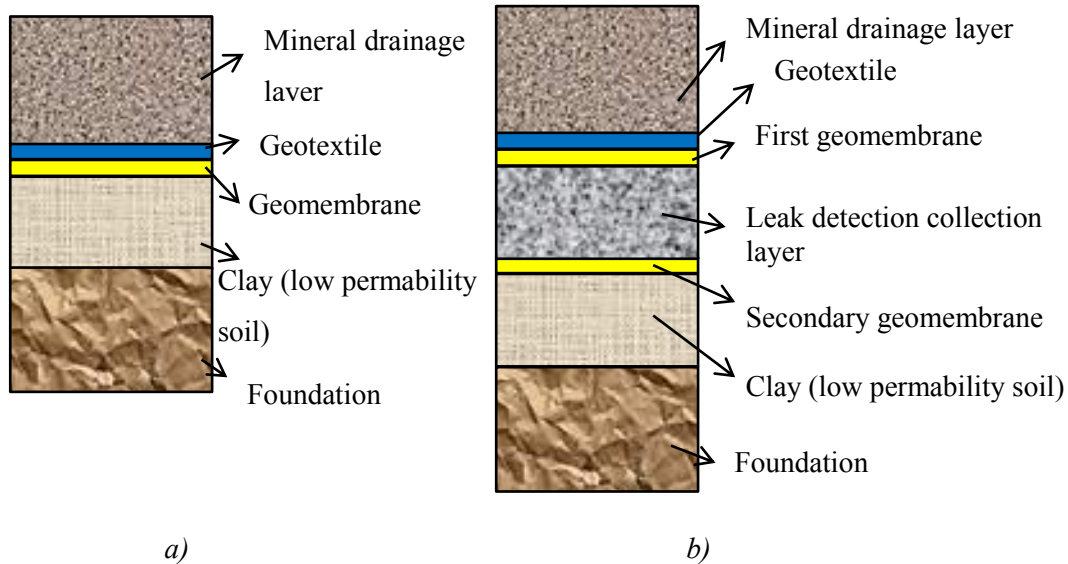 Mineral drainage
laver
Geotextile
Geomembrane
Clay (low permability
soil)
Foundation
a)
Mineral drainage layer
Geotextile
First geomembrane
Leak detection collection
layer
Secondary geomembrane
Clay (low permability soil)
Foundation
b)